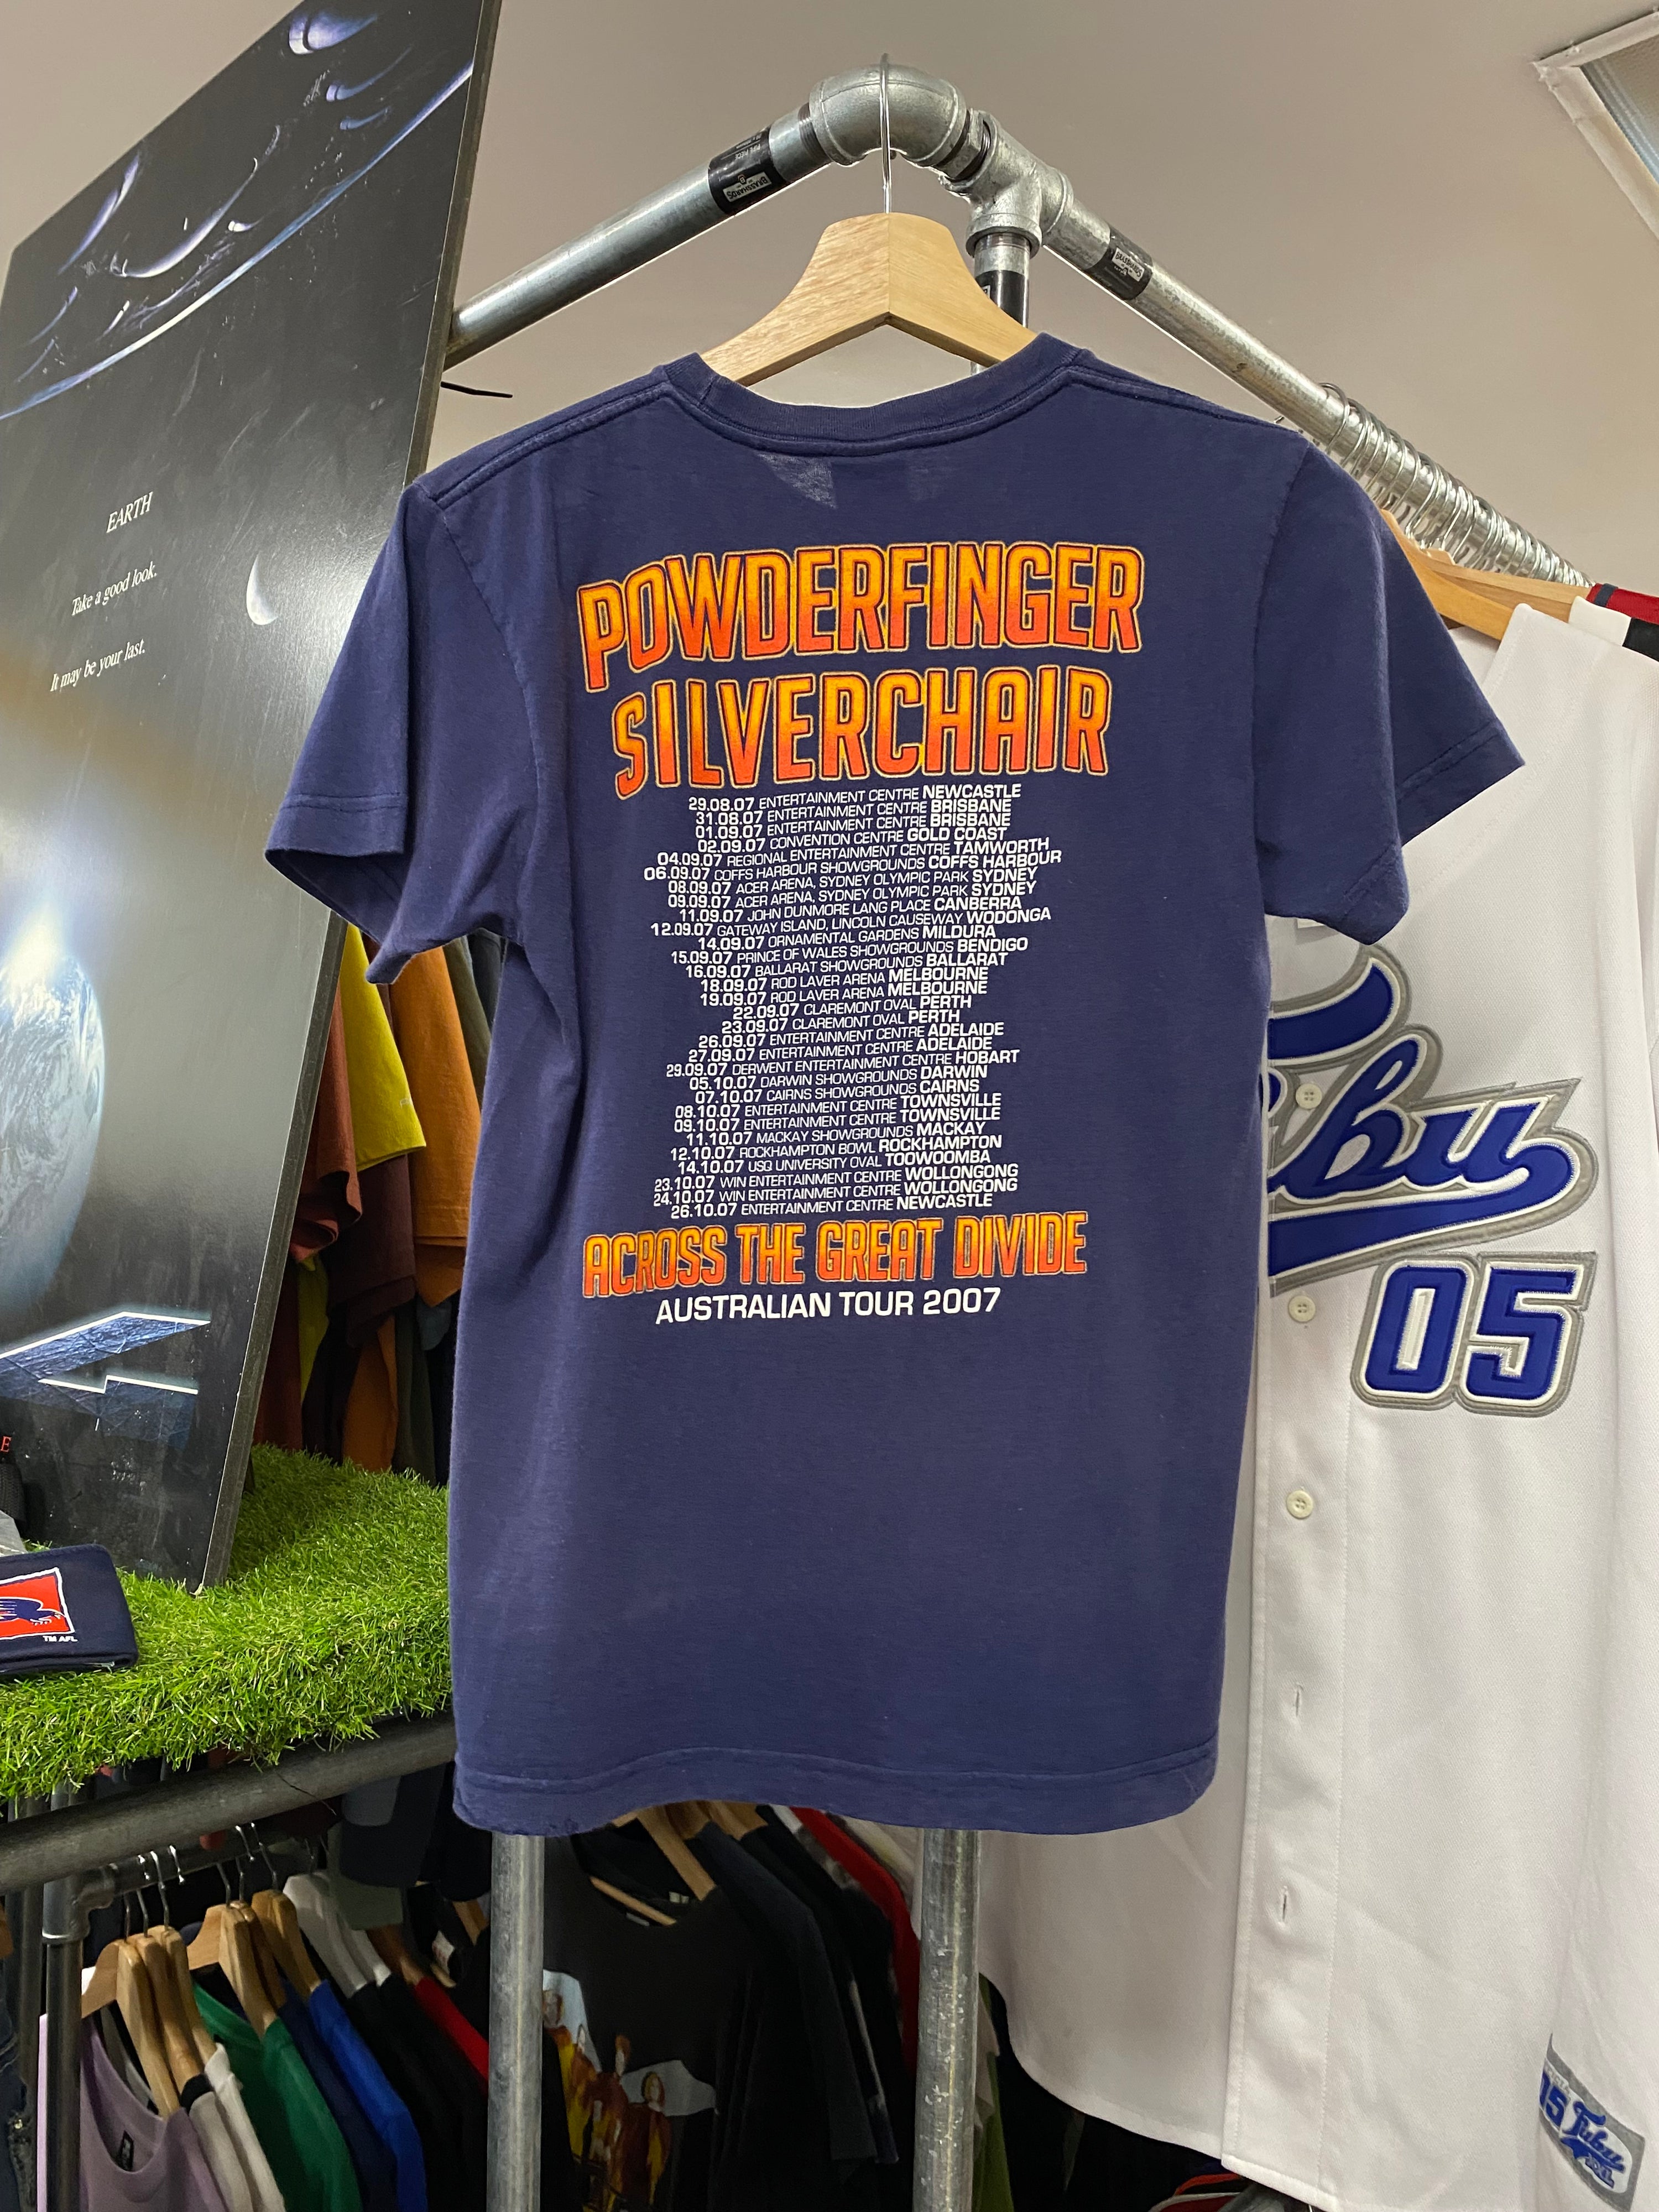 EARTH
Take a good look.
It may be your last.
POWDERFINGER
SILVERCHAIR
29.08.07 ENTERTAINMENT CENTRE NEWCASTLE
31.08.07 ENTERTAINMENT CENTRE BRISBANE
01.09.07 ENTERTAINMENT CENTRE BRISBANE
02.09.07 CONVENTION CENTRE GOLD COAST
04.09.07 REGIONAL ENTERTAINMENT CENTRE TAMWORTH
06.09.07 COFFS HARBOUR SHOWGROUNDS COFFS HARBOUR
08.09.07 ACER ARENA, SYDNEY OLYMPIC PARK SYDNEY
09.09.07 ACER ARENA, SYDNEY OLYMPIC PARK SYDNEY
11.09.07 JOHN DUNMORE LANG PLACE CANBERRA
12.09.07 GATEWAY ISLAND, LINCOLN CAUSEWAY WODONGA
14.09.07 ORNAMENTAL GARDENS MILDURA
15.09.07 PRINCE OF WALES SHOWGROUNDS BENDIGO
16.09.07 BALLARAT SHOWGROUNDS BALLARAT
18.09.07 ROD LAVER ARENA MELBOURNE
19.09.07 ROD LAVER ARENA MELBOURNE
22.09.07 CLAREMONT OVAL PERTH
23.09.07 CLAREMONT OVAL PERTH
26.09.07 ENTERTAINMENT CENTRE ADELAIDE
27.09.07 ENTERTAINMENT CENTRE ADELAIDE
29.09.07 DERWENT ENTERTAINMENT CENTRE HOBART
05.10.07 DARWIN SHOWGROUNDS DARWIN
07.10.07 CAIRNS SHOWGROUNDS CAIRNS
08.10.07 ENTERTAINMENT CENTRE TOWNSVILLE
09.10.07 ENTERTAINMENT CENTRE TOWNSVILLE
11.10.07 MACKAY SHOWGROUNDS MACKAY
12.10.07 ROCKHAMPTON BOWL ROCKHAMPTON
14.10.07 USQ UNIVERSITY OVAL TOOWOOMBA
23.10.07 WIN ENTERTAINMENT CENTRE WOLLONGONG
24.10.07 WIN ENTERTAINMENT CENTRE WOLLONGONG
26.10.07 ENTERTAINMENT CENTRE NEWCASTLE
ACROSS THE GREAT DIVIDE
AUSTRALIAN TOUR 2007
Fubu
05
TM AFL
Fubu